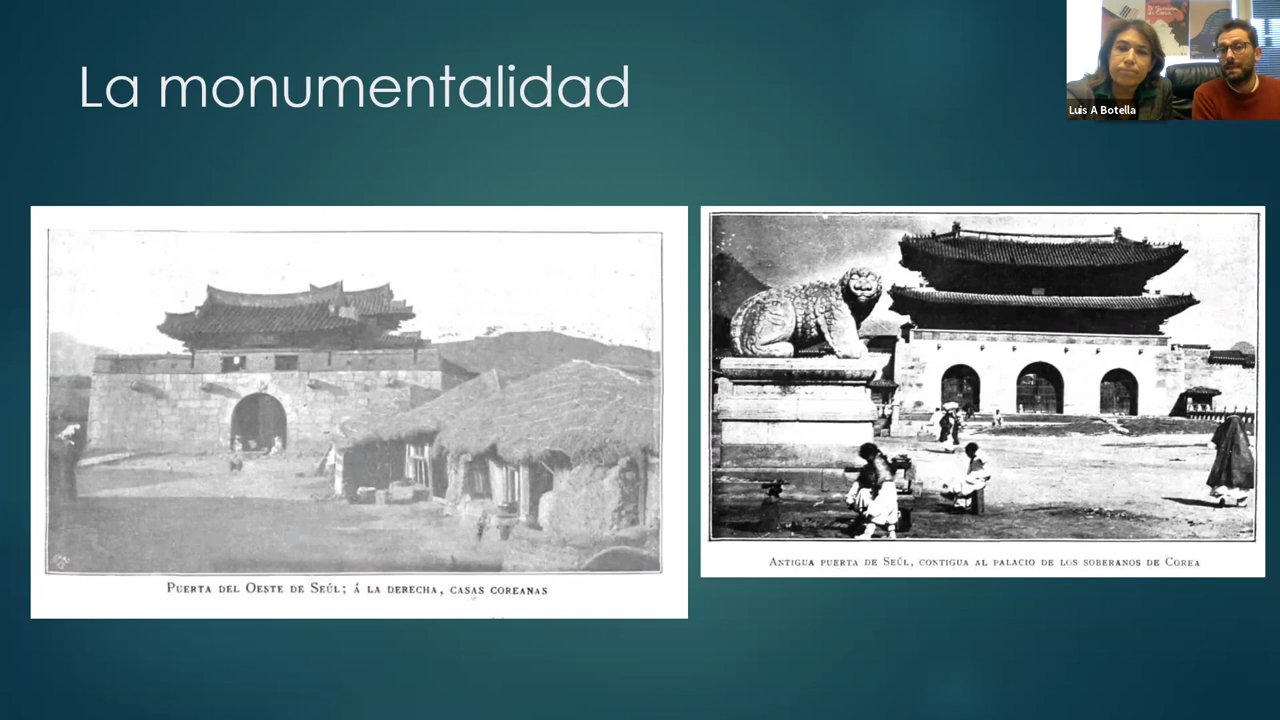 La monumentalidad
Luis A Botella
Puerta del Oeste de Seúl; á la derecha, casas coreanas
Antigua puerta de Seúl, contigua al palacio de los soberanos de Corea